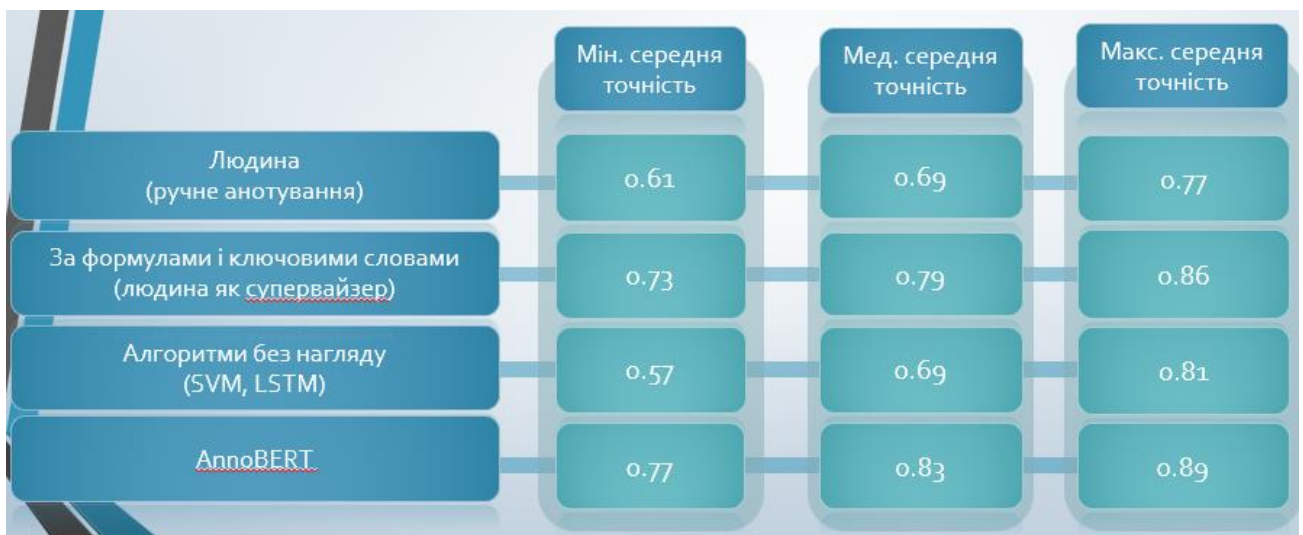 Мін. середня
точність
Мед. середня
точність
Макс. середня
точність
Людина
(ручне анотування)
0.61
0.69
0.77
За формулами і ключовими словами
(людина як супервайзер)
0.73
0.79
0.86
Алгоритми без нагляду
(SVM, LSTM)
0.57
0.69
0.81
AnnoBERT
0.77
0.83
0.89